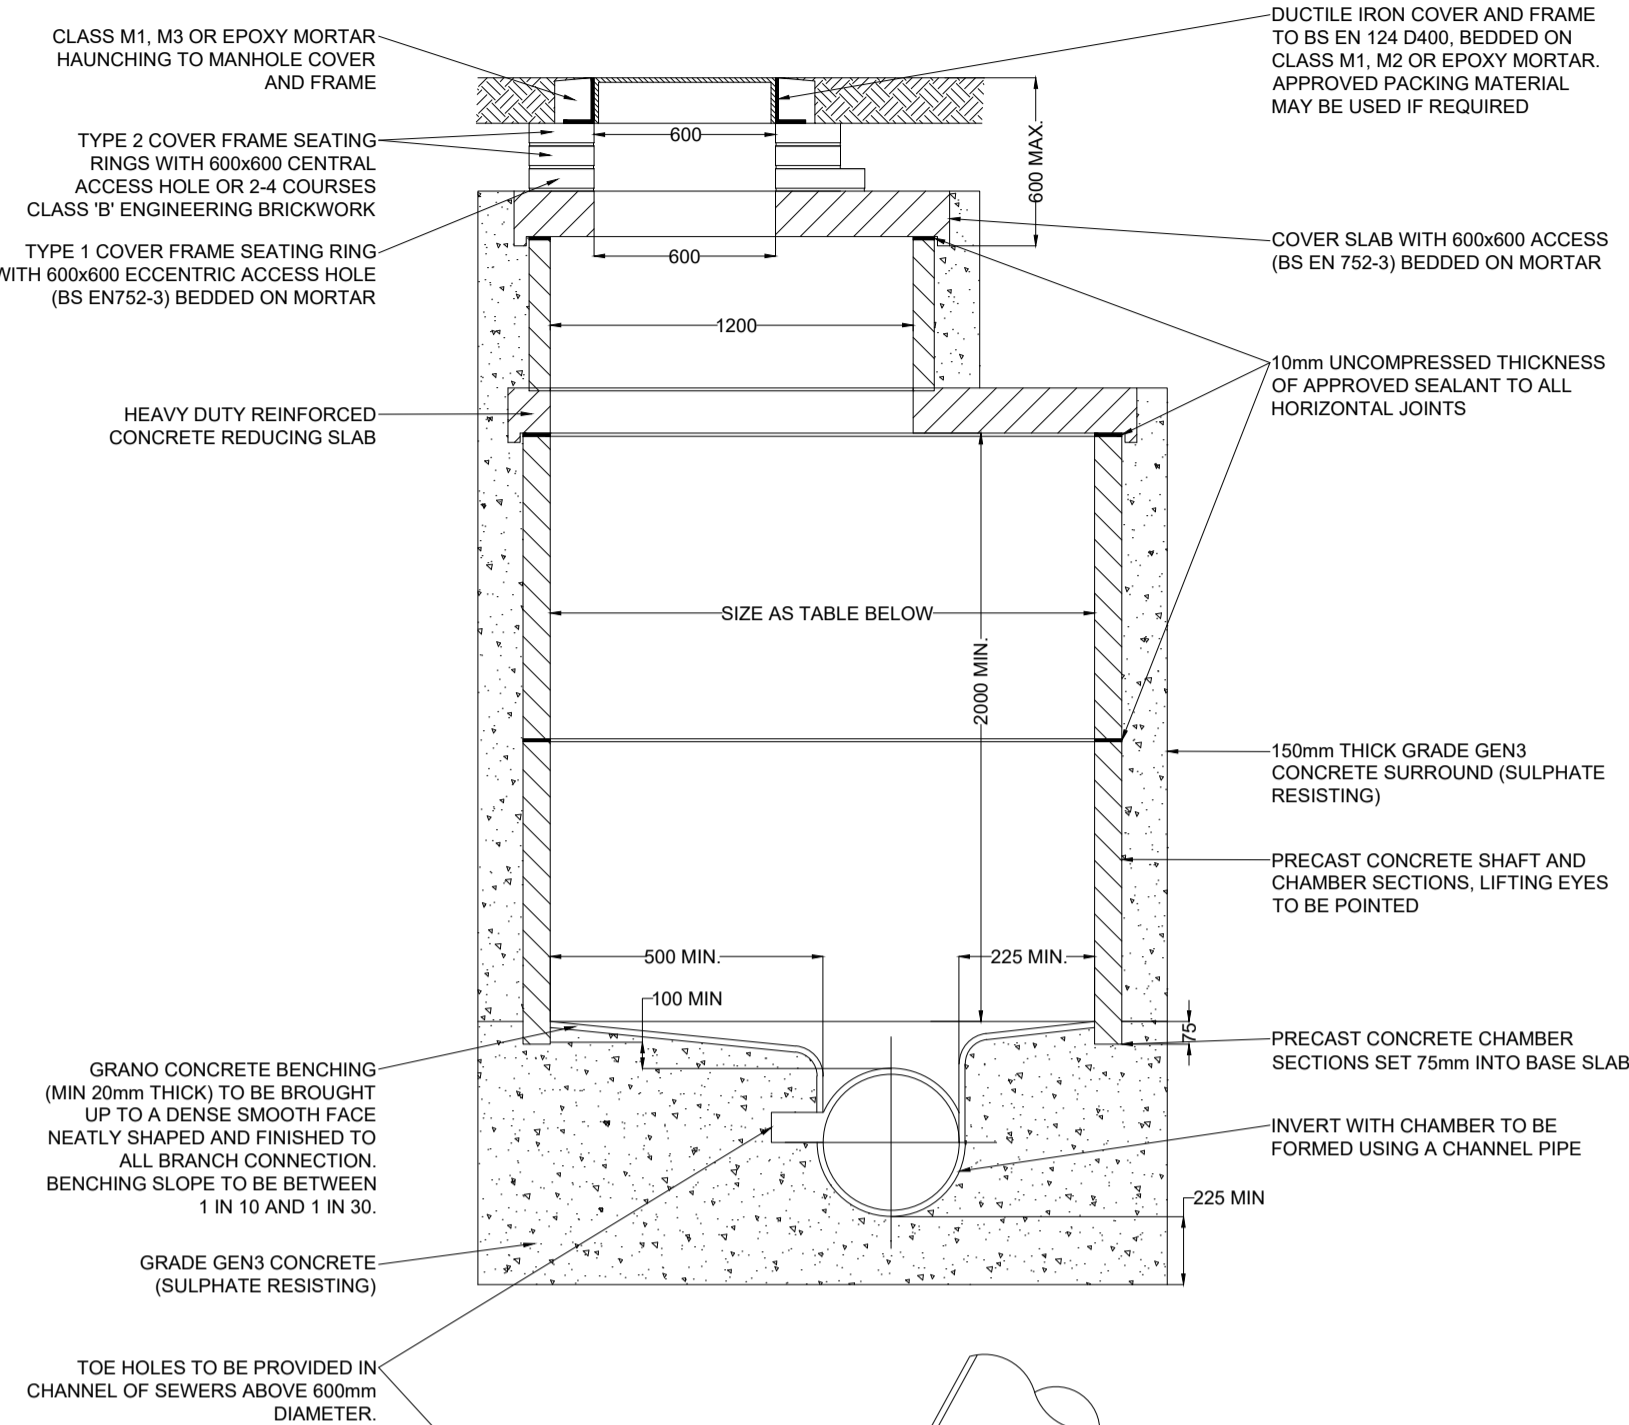 CLASS M1, M3 OR EPOXY MORTAR
HAUNCHING TO MANHOLE COVER
AND FRAME
TYPE 2 COVER FRAME SEATING
RINGS WITH 600x600 CENTRAL
ACCESS HOLE OR 2-4 COURSES
CLASS 'B' ENGINEERING BRICKWORK
TYPE 1 COVER FRAME SEATING RING
WITH 600x600 ECCENTRIC ACCESS HOLE
(BS EN752-3) BEDDED ON MORTAR
HEAVY DUTY REINFORCED
CONCRETE REDUCING SLAB
GRANO CONCRETE BENCHING
(MIN 20mm THICK) TO BE BROUGHT
UP TO A DENSE SMOOTH FACE
NEATLY SHAPED AND FINISHED TO
ALL BRANCH CONNECTION.
BENCHING SLOPE TO BE BETWEEN
1 IN 10 AND 1 IN 30.
GRADE GEN3 CONCRETE
(SULPHATE RESISTING)
TOE HOLES TO BE PROVIDED IN
CHANNEL OF SEWERS ABOVE 600mm
DIAMETER.
600
600
1200
SIZE AS TABLE BELOW
500 MIN.
225 MIN.
100 MIN
600 MAX.
2000 MIN.
75
225 MIN
DUCTILE IRON COVER AND FRAME
TO BS EN 124 D400, BEDDED ON
CLASS M1, M2 OR EPOXY MORTAR.
APPROVED PACKING MATERIAL
MAY BE USED IF REQUIRED
COVER SLAB WITH 600x600 ACCESS
(BS EN 752-3) BEDDED ON MORTAR
10mm UNCOMPRESSED THICKNESS
OF APPROVED SEALANT TO ALL
HORIZONTAL JOINTS
150mm THICK GRADE GEN3
CONCRETE SURROUND (SULPHATE
RESISTING)
PRECAST CONCRETE SHAFT AND
CHAMBER SECTIONS, LIFTING EYES
TO BE POINTED
PRECAST CONCRETE CHAMBER
SECTIONS SET 75mm INTO BASE SLAB
INVERT WITH CHAMBER TO BE
FORMED USING A CHANNEL PIPE